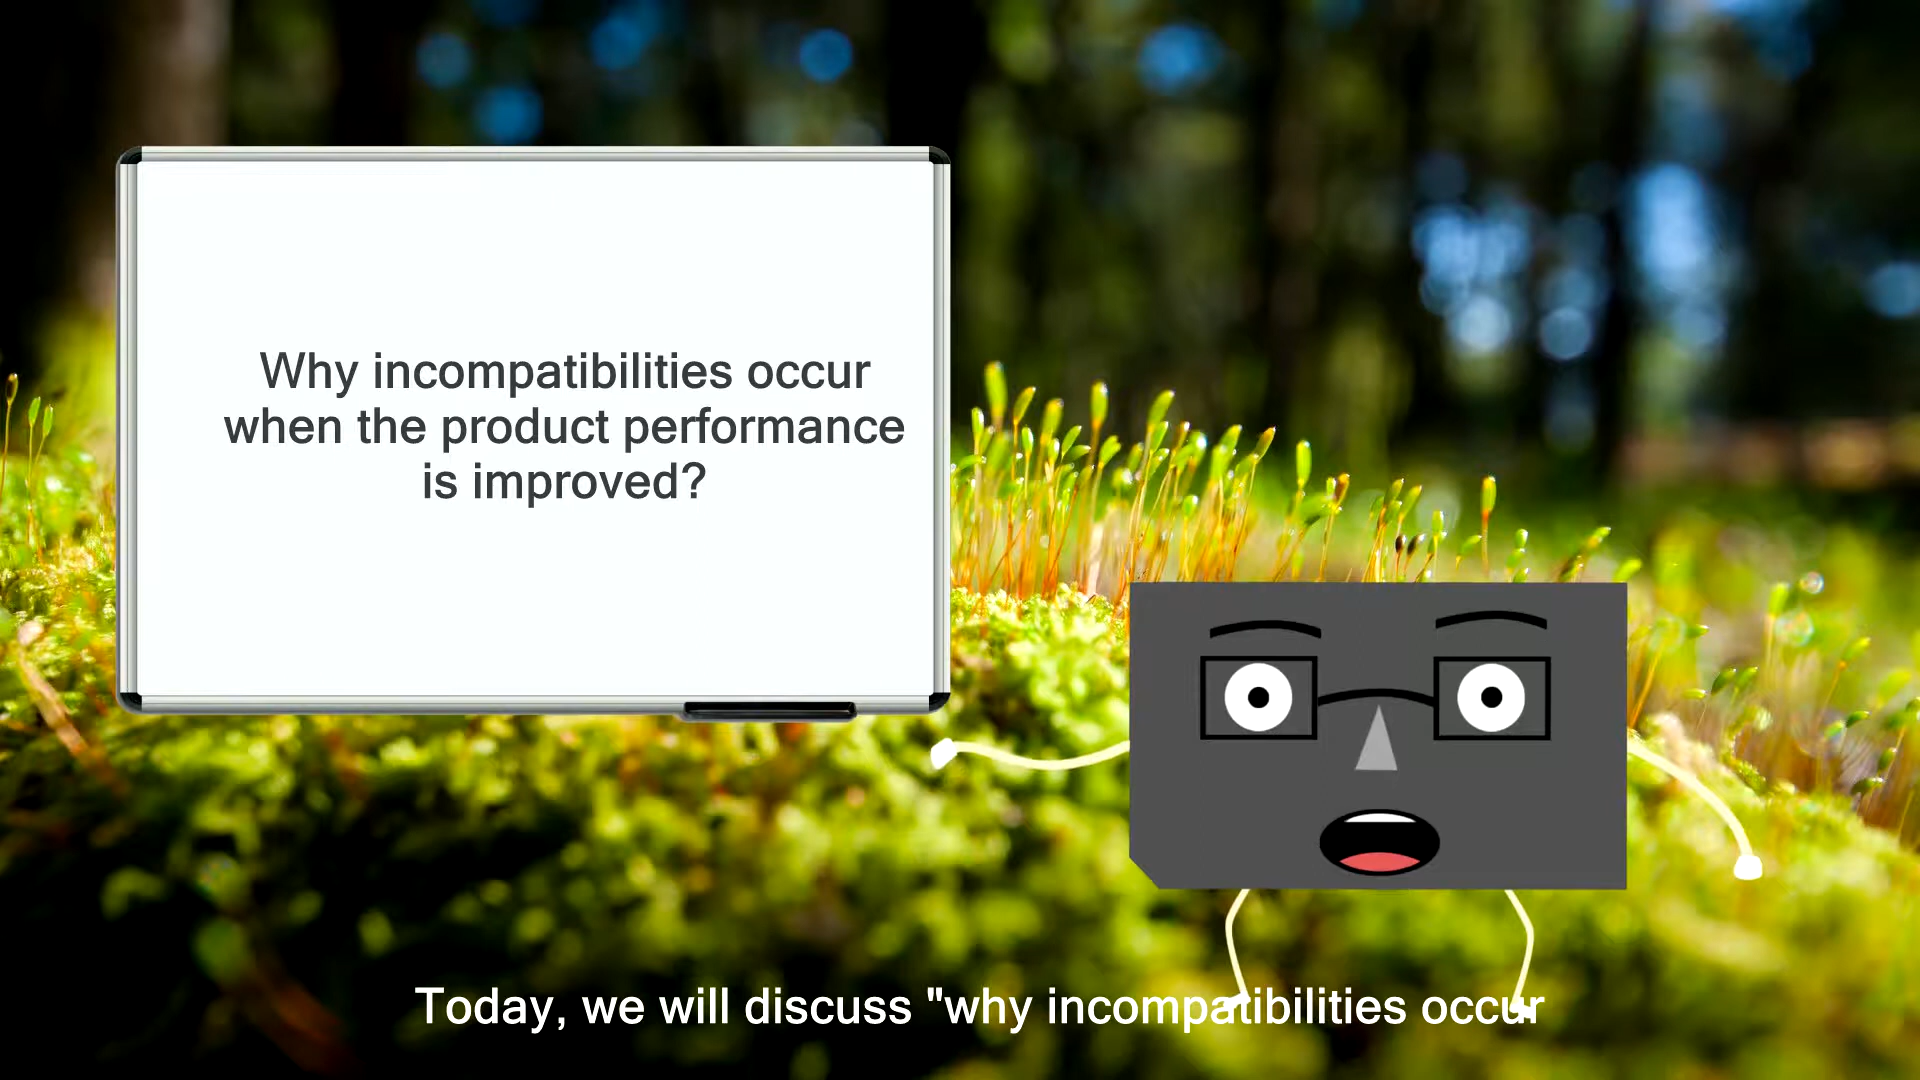 Why incompatibilities occur
when the product performance
is improved?
Today, we will discuss "why incompatibilities occur